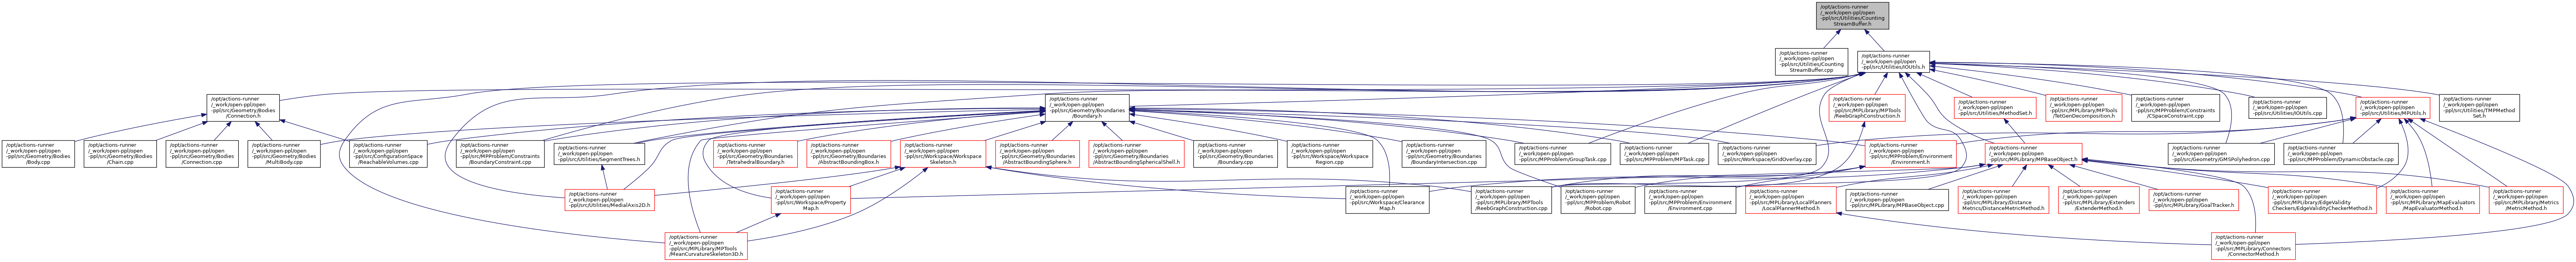 /opt/actions-runner
/_work/open-ppl/open
-ppl/src/Utilities/Counting
StreamBuffer.h
/opt/actions-runner
/_work/open-ppl/open
-ppl/src/Utilities/Counting
StreamBuffer.cpp
/opt/actions-runner
/_work/open-ppl/open
-ppl/src/Utilities/IOUtils.h
/opt/actions-runner
/_work/open-ppl/open
-ppl/src/Geometry/Bodies
/Connection.h
/opt/actions-runner
/_work/open-ppl/open
-ppl/src/Geometry/Boundaries
/Boundary.h
/opt/actions-runner
/_work/open-ppl/open
-ppl/src/MPLibrary/MPTools
/ReebGraphConstruction.h
/opt/actions-runner
/_work/open-ppl/open
-ppl/src/Utilities/MethodSet.h
/opt/actions-runner
/_work/open-ppl/open
-ppl/src/MPLibrary/MPTools
/TetGenDecomposition.h
/opt/actions-runner
/_work/open-ppl/open
-ppl/src/MPProblem/Constraints
/CSpaceConstraint.cpp
/opt/actions-runner
/_work/open-ppl/open
-ppl/src/Utilities/IOUtils.cpp
/opt/actions-runner
/_work/open-ppl/open
-ppl/src/Utilities/MPUtils.h
/opt/actions-runner
/_work/open-ppl/open
-ppl/src/Utilities/TMPMethod
Set.h
/opt/actions-runner
/_work/open-ppl/open
-ppl/src/Geometry/Bodies
/Body.cpp
/opt/actions-runner
/_work/open-ppl/open
-ppl/src/Geometry/Bodies
/Chain.cpp
/opt/actions-runner
/_work/open-ppl/open
-ppl/src/Geometry/Bodies
/Connection.cpp
/opt/actions-runner
/_work/open-ppl/open
-ppl/src/Geometry/Bodies
/MultiBody.cpp
/opt/actions-runner
/_work/open-ppl/open
-ppl/src/ConfigurationSpace
/ReachableVolumes.cpp
/opt/actions-runner
/_work/open-ppl/open
-ppl/src/MPProblem/Constraints
/BoundaryConstraint.cpp
/opt/actions-runner
/_work/open-ppl/open
-ppl/src/Utilities/SegmentTrees.h
/opt/actions-runner
/_work/open-ppl/open
-ppl/src/Geometry/Boundaries
/TetrahedralBoundary.h
/opt/actions-runner
/_work/open-ppl/open
-ppl/src/Geometry/Boundaries
/AbstractBoundingBox.h
/opt/actions-runner
/_work/open-ppl/open
-ppl/src/Workspace/Workspace
Skeleton.h
/opt/actions-runner
/_work/open-ppl/open
-ppl/src/Geometry/Boundaries
/AbstractBoundingSphere.h
/opt/actions-runner
/_work/open-ppl/open
-ppl/src/Geometry/Boundaries
/AbstractBoundingSphericalShell.h
/opt/actions-runner
/_work/open-ppl/open
-ppl/src/Geometry/Boundaries
/Boundary.cpp
/opt/actions-runner
/_work/open-ppl/open
-ppl/src/Workspace/Workspace
Region.cpp
/opt/actions-runner
/_work/open-ppl/open
-ppl/src/Geometry/Boundaries
/BoundaryIntersection.cpp
/opt/actions-runner
/_work/open-ppl/open
-ppl/src/MPProblem/GroupTask.cpp
/opt/actions-runner
/_work/open-ppl/open
-ppl/src/MPProblem/MPTask.cpp
/opt/actions-runner
/_work/open-ppl/open
-ppl/src/Workspace/GridOverlay.cpp
/opt/actions-runner
/_work/open-ppl/open
-ppl/src/MPProblem/Environment
/Environment.h
/opt/actions-runner
/_work/open-ppl/open
-ppl/src/MPLibrary/MPBaseObject.h
/opt/actions-runner
/_work/open-ppl/open
-ppl/src/Geometry/GMSPolyhedron.cpp
/opt/actions-runner
/_work/open-ppl/open
-ppl/src/MPProblem/DynamicObstacle.cpp
/opt/actions-runner
/_work/open-ppl/open
-ppl/src/Utilities/MedialAxis2D.h
/opt/actions-runner
/_work/open-ppl/open
-ppl/src/Workspace/Property
Map.h
/opt/actions-runner
/_work/open-ppl/open
-ppl/src/Workspace/Clearance
Map.h
/opt/actions-runner
/_work/open-ppl/open
-ppl/src/MPLibrary/MPTools
/ReebGraphConstruction.cpp
/opt/actions-runner
/_work/open-ppl/open
-ppl/src/MPProblem/Robot
/Robot.cpp
/opt/actions-runner
/_work/open-ppl/open
-ppl/src/MPProblem/Environment
/Environment.cpp
/opt/actions-runner
/_work/open-ppl/open
-ppl/src/MPLibrary/LocalPlanners
/LocalPlannerMethod.h
/opt/actions-runner
/_work/open-ppl/open
-ppl/src/MPLibrary/MPBaseObject.cpp
/opt/actions-runner
/_work/open-ppl/open
-ppl/src/MPLibrary/Distance
Metrics/DistanceMetricMethod.h
/opt/actions-runner
/_work/open-ppl/open
-ppl/src/MPLibrary/Extenders
/ExtenderMethod.h
/opt/actions-runner
/_work/open-ppl/open
-ppl/src/MPLibrary/GoalTracker.h
/opt/actions-runner
/_work/open-ppl/open
-ppl/src/MPLibrary/EdgeValidity
Checkers/EdgeValidityCheckerMethod.h
/opt/actions-runner
/_work/open-ppl/open
-ppl/src/MPLibrary/MapEvaluators
/MapEvaluatorMethod.h
/opt/actions-runner
/_work/open-ppl/open
-ppl/src/MPLibrary/Metrics
/MetricMethod.h
/opt/actions-runner
/_work/open-ppl/open
-ppl/src/MPLibrary/MPTools
/MeanCurvatureSkeleton3D.h
/opt/actions-runner
/_work/open-ppl/open
-ppl/src/MPLibrary/Connectors
/ConnectorMethod.h